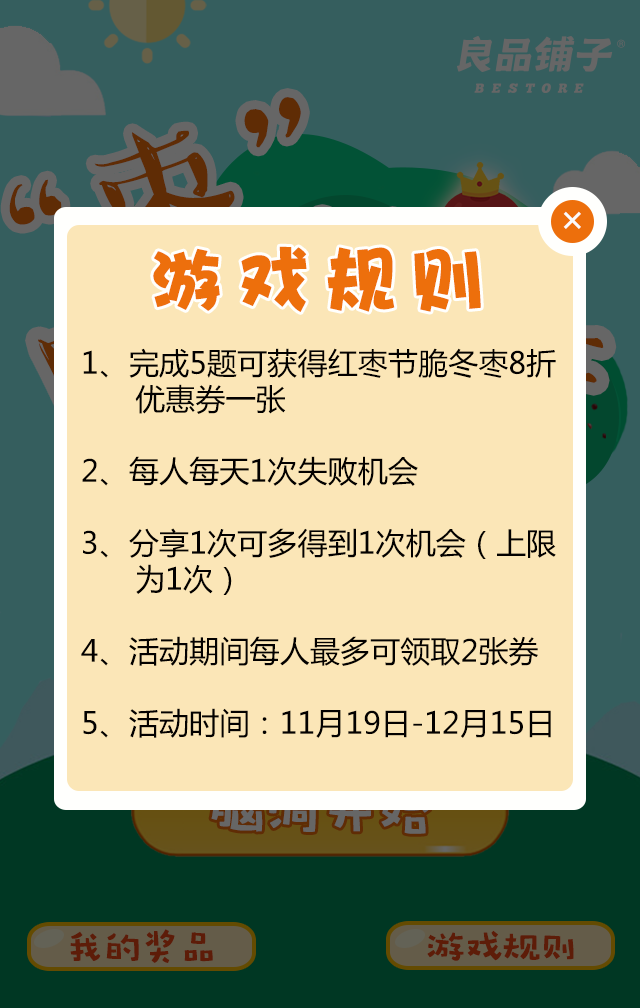 良品铺子®
BESTORE
“枣”
游戏规则
1、完成5题可获得红枣节脆冬枣8折
优惠券一张
2、每人每天1次失败机会
3、分享1次可多得到1次机会（上限
为1次）
4、活动期间每人最多可领取2张券
5、活动时间：11月19日-12月15日
脑洞开始
我的奖品
游戏规则